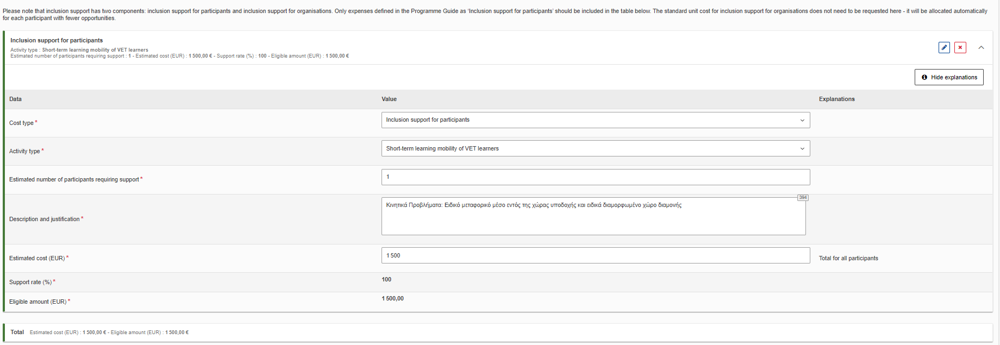 Please note that inclusion support has two components: inclusion support for participants and inclusion support for organisations. Only expenses defined in the Programme Guide as 'Inclusion support for participants' should be included in the table below. The standard unit cost for inclusion support for organisations does not need to be requested here - it will be allocated automatically
for each participant with fewer opportunities.
Inclusion support for participants
Activity type : Short-term learning mobility of VET learners
Estimated number of participants requiring support : 1 - Estimated cost (EUR) : 1 500,00 € - Support rate (%) : 100 - Eligible amount (EUR) : 1 500,00 €
Hide explanations
Data Value Explanations
Cost type * Inclusion support for participants
Activity type * Short-term learning mobility of VET learners
Estimated number of participants requiring support * 1
394
Κινητικά Προβλήματα: Ειδικό μεταφορικό μέσο εντός της χώρας υποδοχής και ειδικά διαμορφωμένο χώρο διαμονής
Description and justification *
Estimated cost (EUR) * 1 500 Total for all participants
Support rate (%) * 100
Eligible amount (EUR) * 1 500,00
Total Estimated cost (EUR) : 1 500,00 € - Eligible amount (EUR) : 1 500,00 €